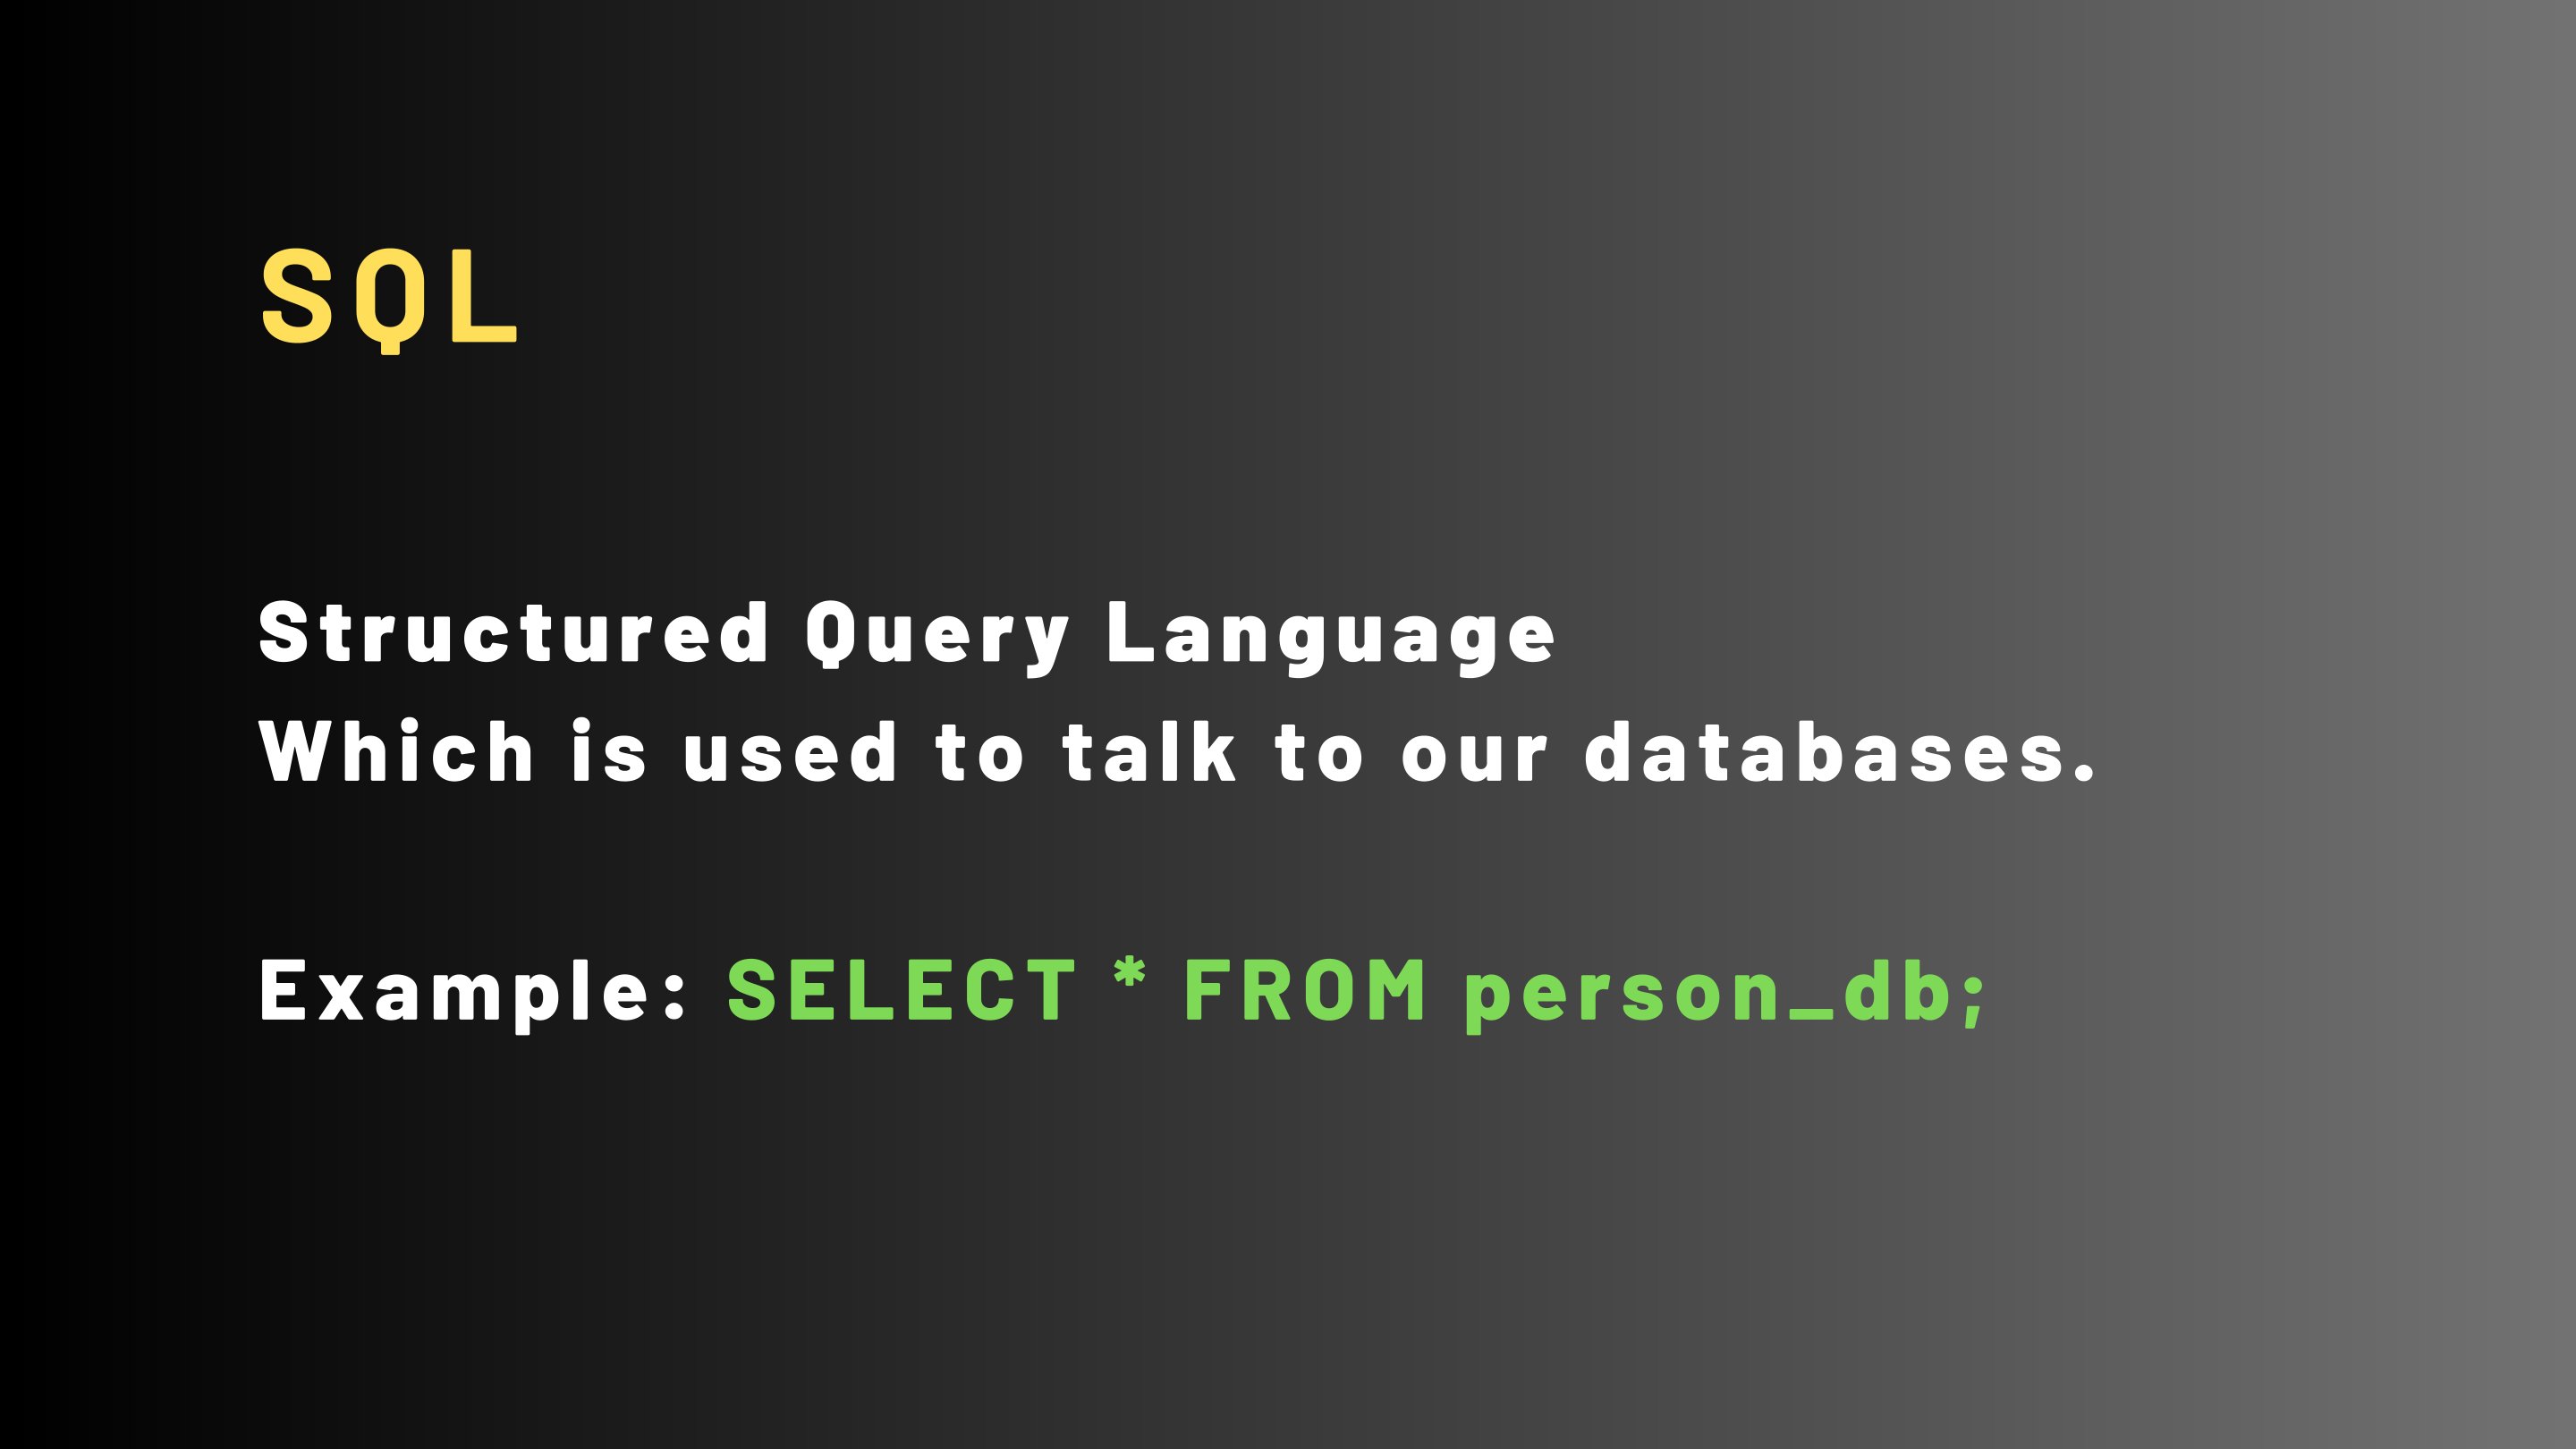 SQL
Structured Query Language
Which is used to talk to our databases.
Example: SELECT * FROM person_db;